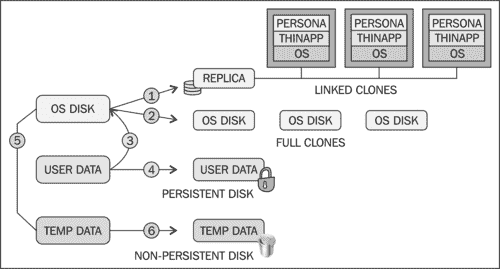 PERSONA
THINAPP
OS
PERSONA
THINAPP
OS
PERSONA
THINAPP
OS
1
REPLICA
LINKED CLONES
OS DISK
2
OS DISK
OS DISK
OS DISK
FULL CLONES
5
3
USER DATA
4
USER DATA
PERSISTENT DISK
TEMP DATA
6
TEMP DATA
NON-PERSISTENT DISK